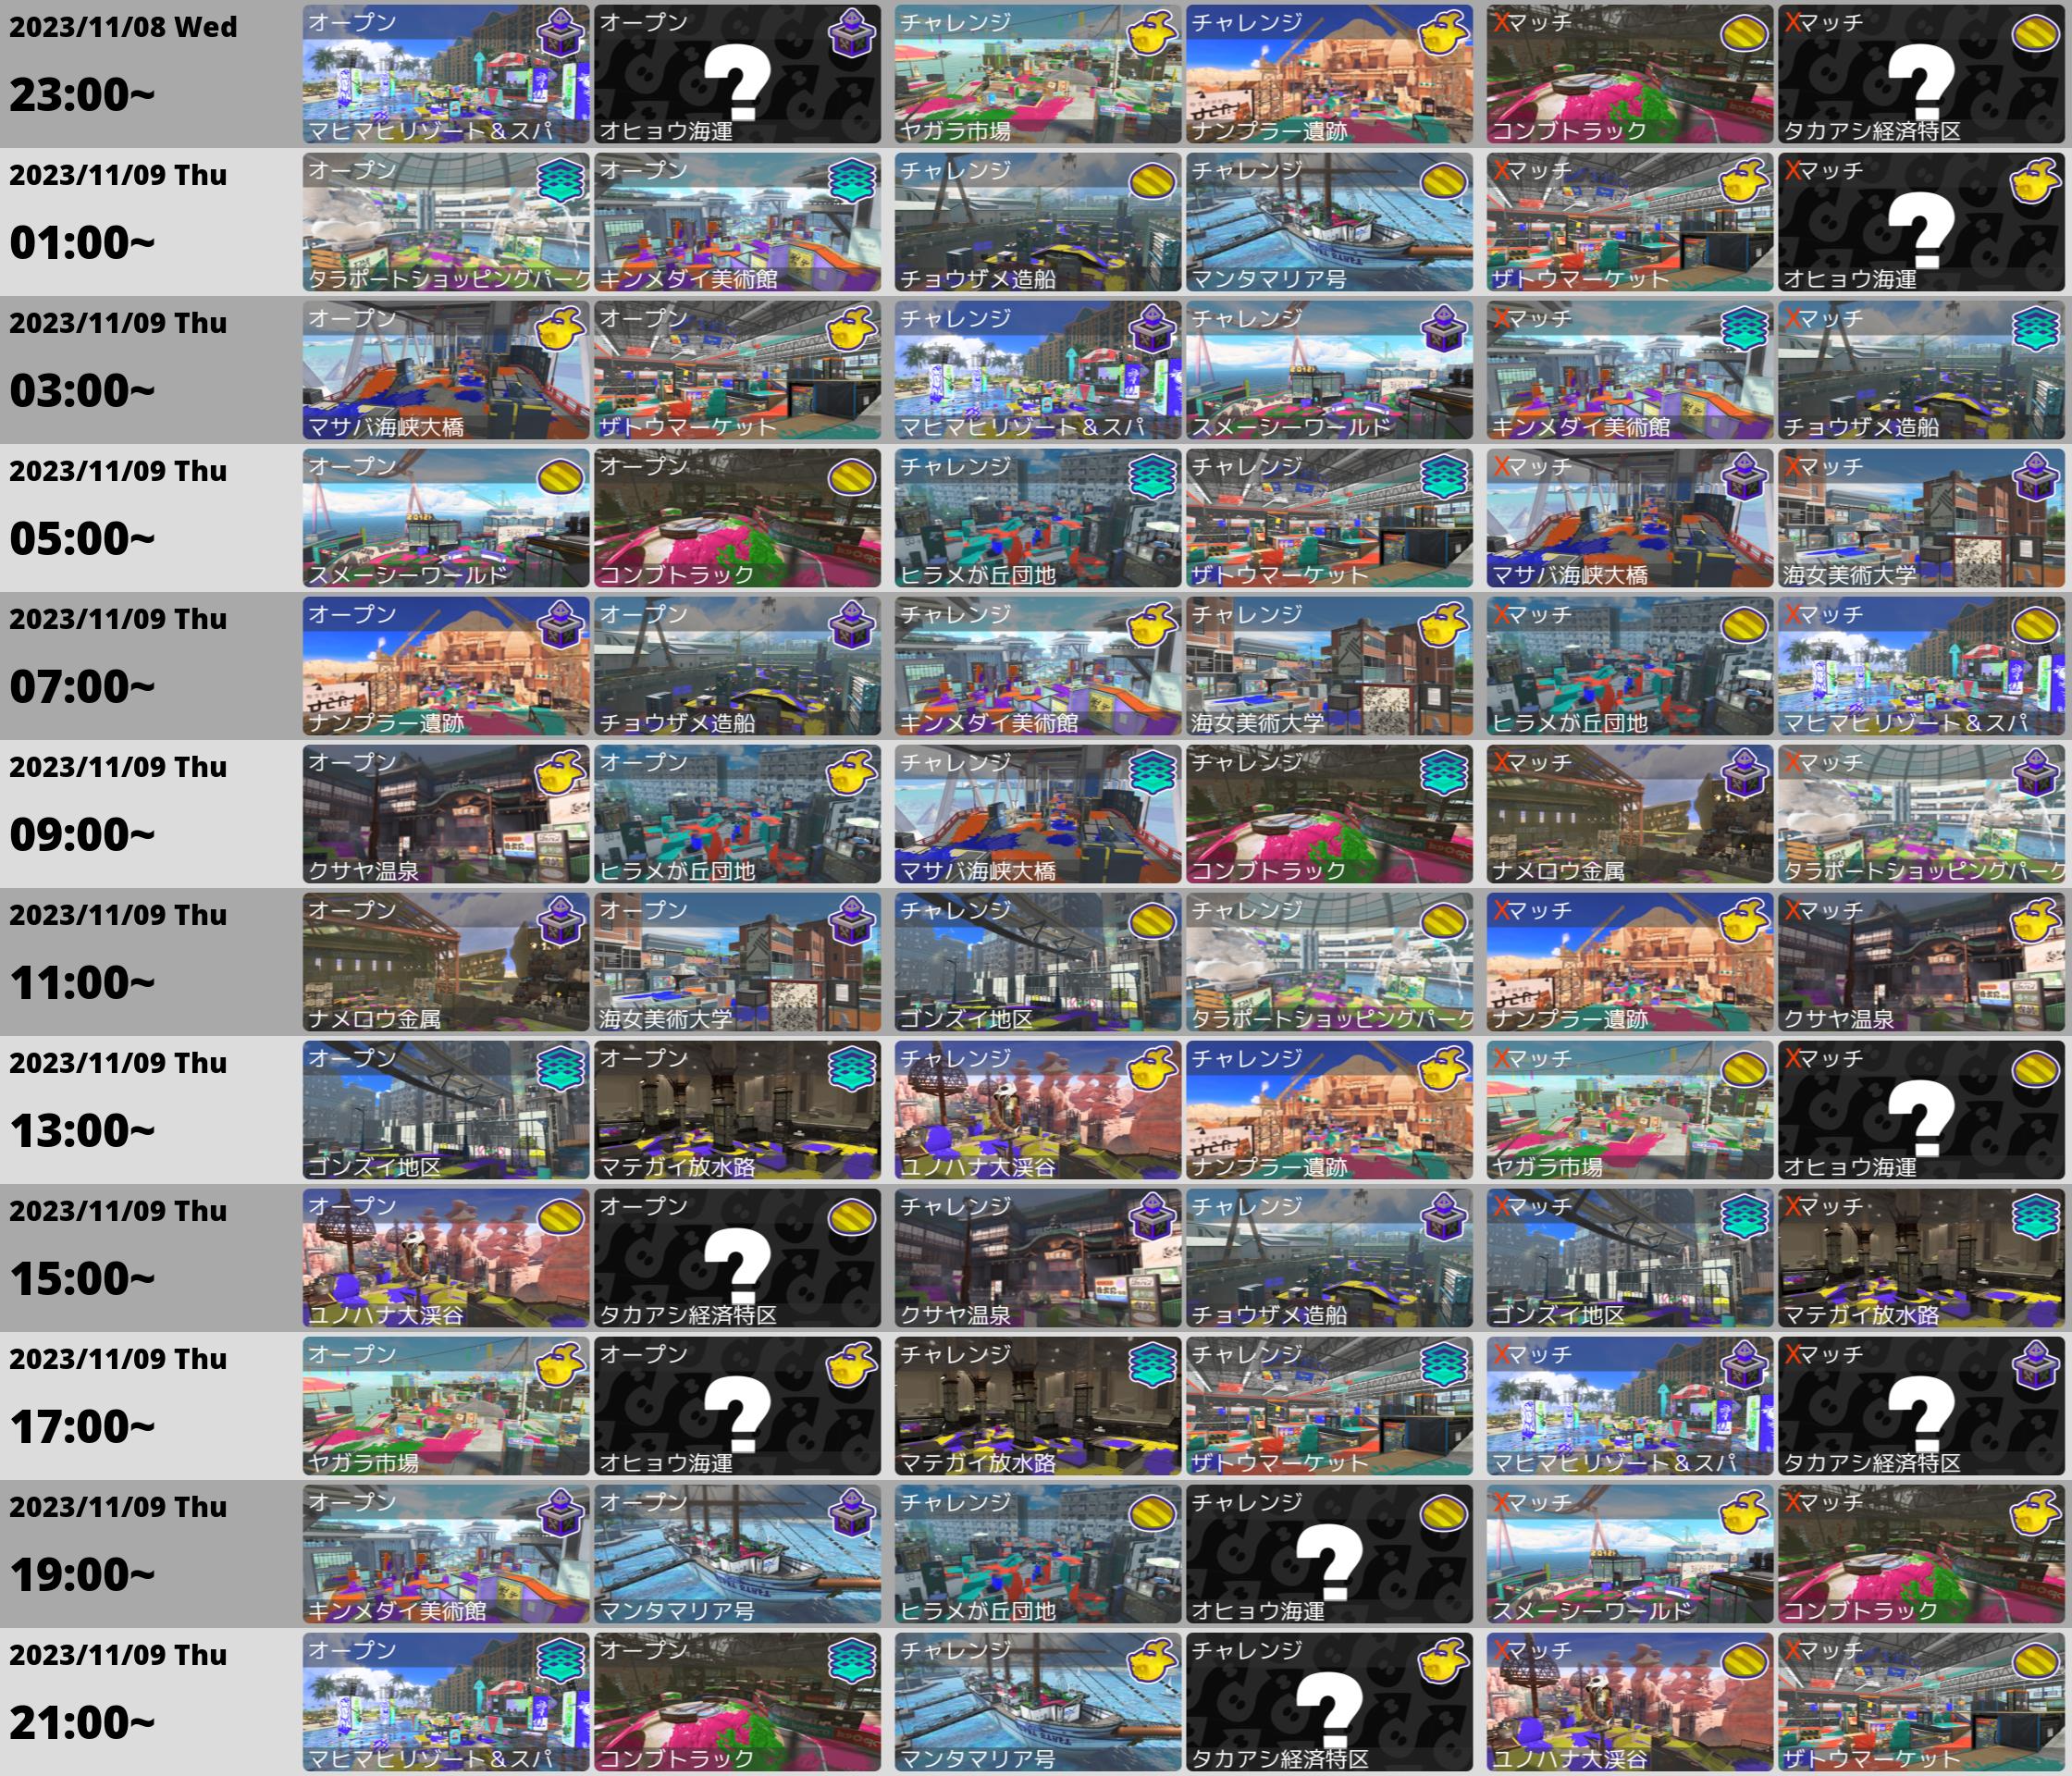 2023/11/08 Wed
23:00~
オープン
マヒマヒリゾート＆スパ
オープン
オヒョウ海運
チャレンジ
ヤガラ市場
チャレンジ
ナンプラー遺跡
Xマッチ
コンブトラック
Xマッチ
タカアシ経済特区
2023/11/09 Thu
01:00~
オープン
タラポートショッピングパーク
オープン
キンメダイ美術館
チャレンジ
チョウザメ造船
チャレンジ
マンタマリア号
Xマッチ
ザトウマーケット
Xマッチ
オヒョウ海運
2023/11/09 Thu
03:00~
オープン
マサバ海峡大橋
オープン
ザトウマーケット
チャレンジ
マヒマヒリゾート＆スパ
チャレンジ
スメーシーワールド
Xマッチ
キンメダイ美術館
Xマッチ
チョウザメ造船
2023/11/09 Thu
05:00~
オープン
スメーシーワールド
オープン
コンブトラック
チャレンジ
ヒラメが丘団地
チャレンジ
ザトウマーケット
Xマッチ
マサバ海峡大橋
Xマッチ
海女美術大学
2023/11/09 Thu
07:00~
オープン
ナンプラー遺跡
オープン
チョウザメ造船
チャレンジ
キンメダイ美術館
チャレンジ
海女美術大学
Xマッチ
ヒラメが丘団地
Xマッチ
マヒマヒリゾート＆スパ
2023/11/09 Thu
09:00~
オープン
クサヤ温泉
オープン
ヒラメが丘団地
チャレンジ
マサバ海峡大橋
チャレンジ
コンブトラック
Xマッチ
ナメロウ金属
Xマッチ
タラポートショッピングパーク
2023/11/09 Thu
11:00~
オープン
ナメロウ金属
オープン
海女美術大学
チャレンジ
ゴンズイ地区
チャレンジ
タラポートショッピングパーク
Xマッチ
ナンプラー遺跡
Xマッチ
クサヤ温泉
2023/11/09 Thu
13:00~
オープン
ゴンズイ地区
オープン
マテガイ放水路
チャレンジ
ユノハナ大渓谷
チャレンジ
ナンプラー遺跡
Xマッチ
ヤガラ市場
Xマッチ
オヒョウ海運
2023/11/09 Thu
15:00~
オープン
ユノハナ大渓谷
オープン
タカアシ経済特区
チャレンジ
クサヤ温泉
チャレンジ
チョウザメ造船
Xマッチ
ゴンズイ地区
Xマッチ
マテガイ放水路
2023/11/09 Thu
17:00~
オープン
ヤガラ市場
オープン
オヒョウ海運
チャレンジ
マテガイ放水路
チャレンジ
ザトウマーケット
Xマッチ
マヒマヒリゾート＆スパ
Xマッチ
タカアシ経済特区
2023/11/09 Thu
19:00~
オープン
キンメダイ美術館
オープン
マンタマリア号
チャレンジ
ヒラメが丘団地
チャレンジ
オヒョウ海運
Xマッチ
スメーシーワールド
Xマッチ
コンブトラック
2023/11/09 Thu
21:00~
オープン
マヒマヒリゾート＆スパ
オープン
コンブトラック
チャレンジ
マンタマリア号
チャレンジ
タカアシ経済特区
Xマッチ
ユノハナ大渓谷
Xマッチ
ザトウマーケット